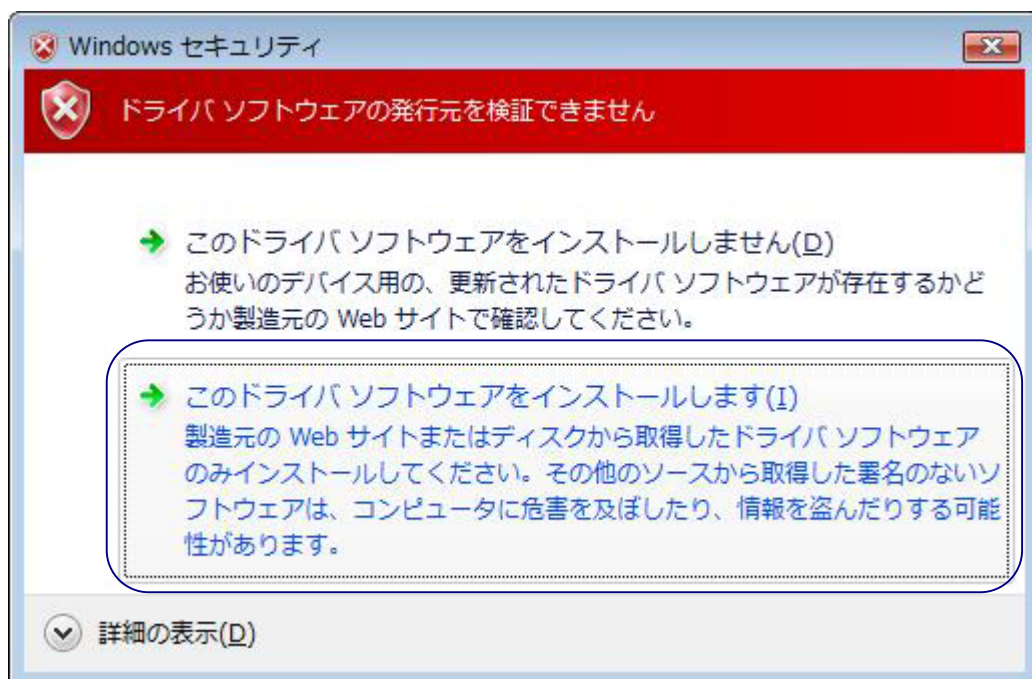 Windows セキュリティ
ドライバ ソフトウェアの発行元を検証できません
このドライバ ソフトウェアをインストールしません(D)
お使いのデバイス用の、更新されたドライバ ソフトウェアが存在するかど
うか製造元の Web サイトで確認してください。
このドライバ ソフトウェアをインストールします(I)
製造元の Web サイトまたはディスクから取得したドライバ ソフトウェア
のみインストールしてください。その他のソースから取得した署名のないソ
フトウェアは、コンピュータに危害を及ぼしたり、情報を盗んだりする可能
性があります。
詳細の表示(D)